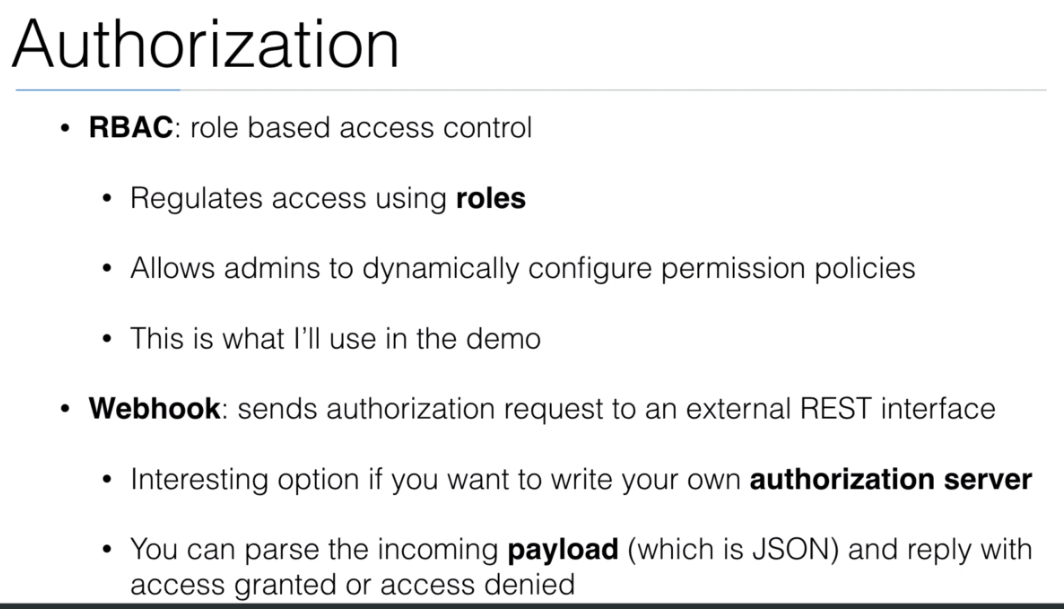 Authorization
• RBAC: role based access control
• Regulates access using roles
• Allows admins to dynamically configure permission policies
• This is what I’ll use in the demo
• Webhook: sends authorization request to an external REST interface
• Interesting option if you want to write your own authorization server
• You can parse the incoming payload (which is JSON) and reply with
access granted or access denied